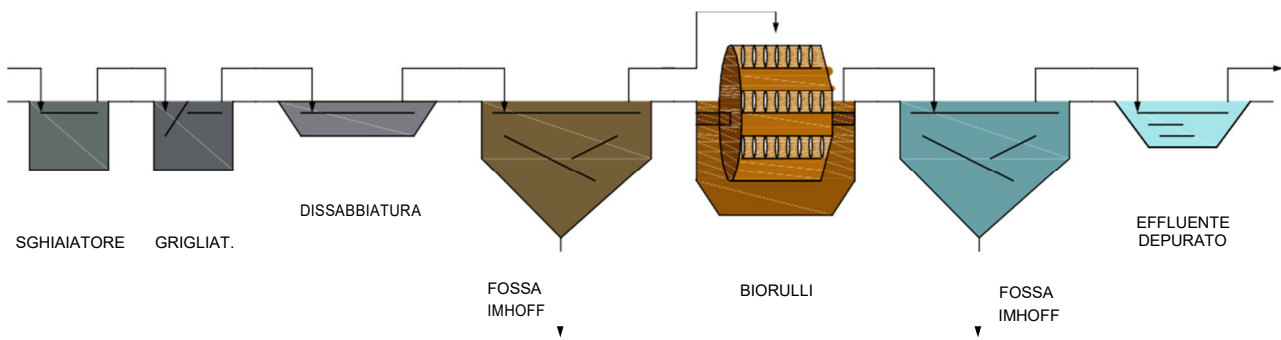 SGHIAIATORE
GRIGLIAT.
DISSABBIATURA
FOSSA
IMHOFF
BIORULLI
FOSSA
IMHOFF
EFFLUENTE
DEPURATO